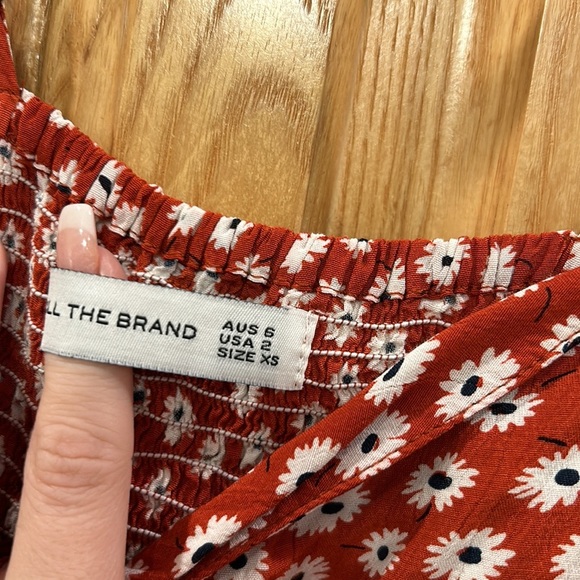 LL THE BRAND
AUS 6
USA 2
SIZE XS